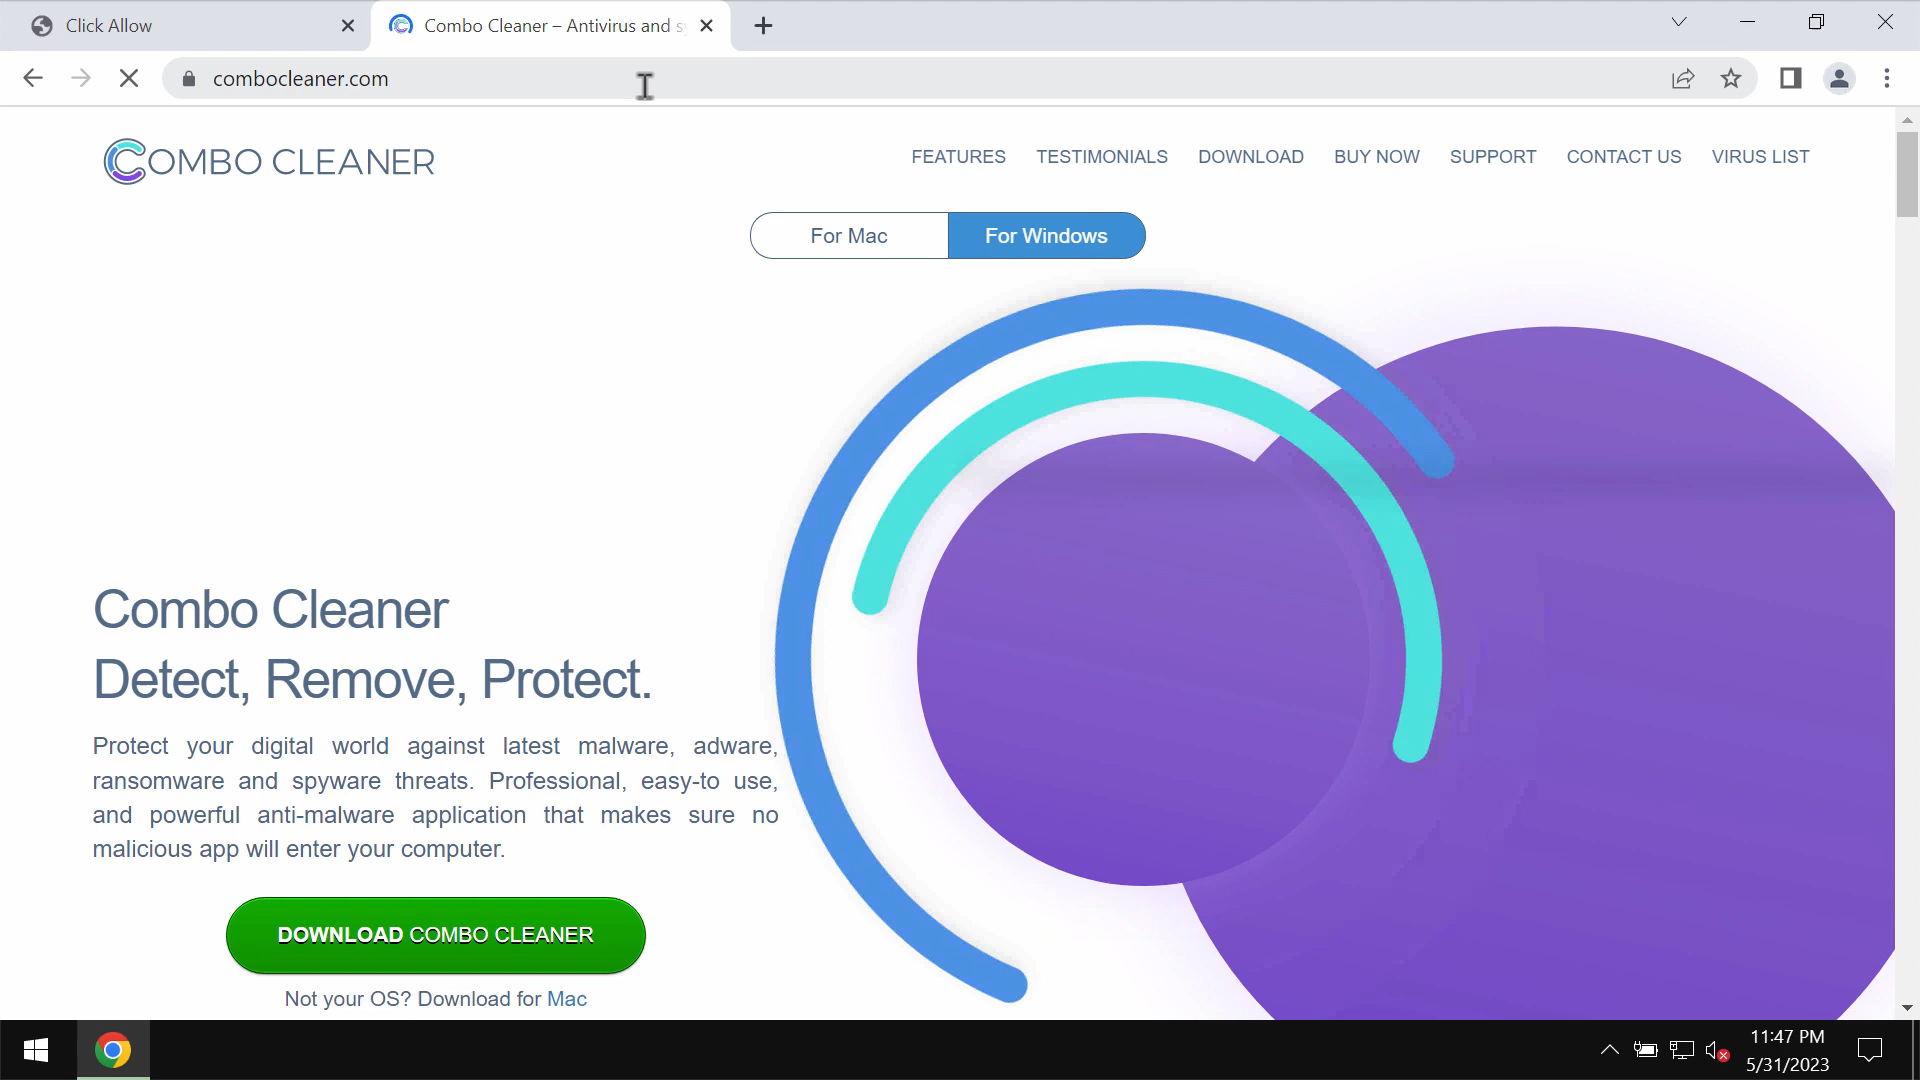 Click Allow
Combo Cleaner – Antivirus and sy
combocleaner.com
COMBO CLEANER
FEATURES
TESTIMONIALS
DOWNLOAD
BUY NOW
SUPPORT
CONTACT US
VIRUS LIST
For Mac
For Windows
Combo Cleaner
Detect, Remove, Protect.
Protect your digital world against latest malware, adware,
ransomware and spyware threats. Professional, easy-to use,
and powerful anti-malware application that makes sure no
malicious app will enter your computer.
DOWNLOAD COMBO CLEANER
Not your OS? Download for Mac
11:47 PM
5/31/2023